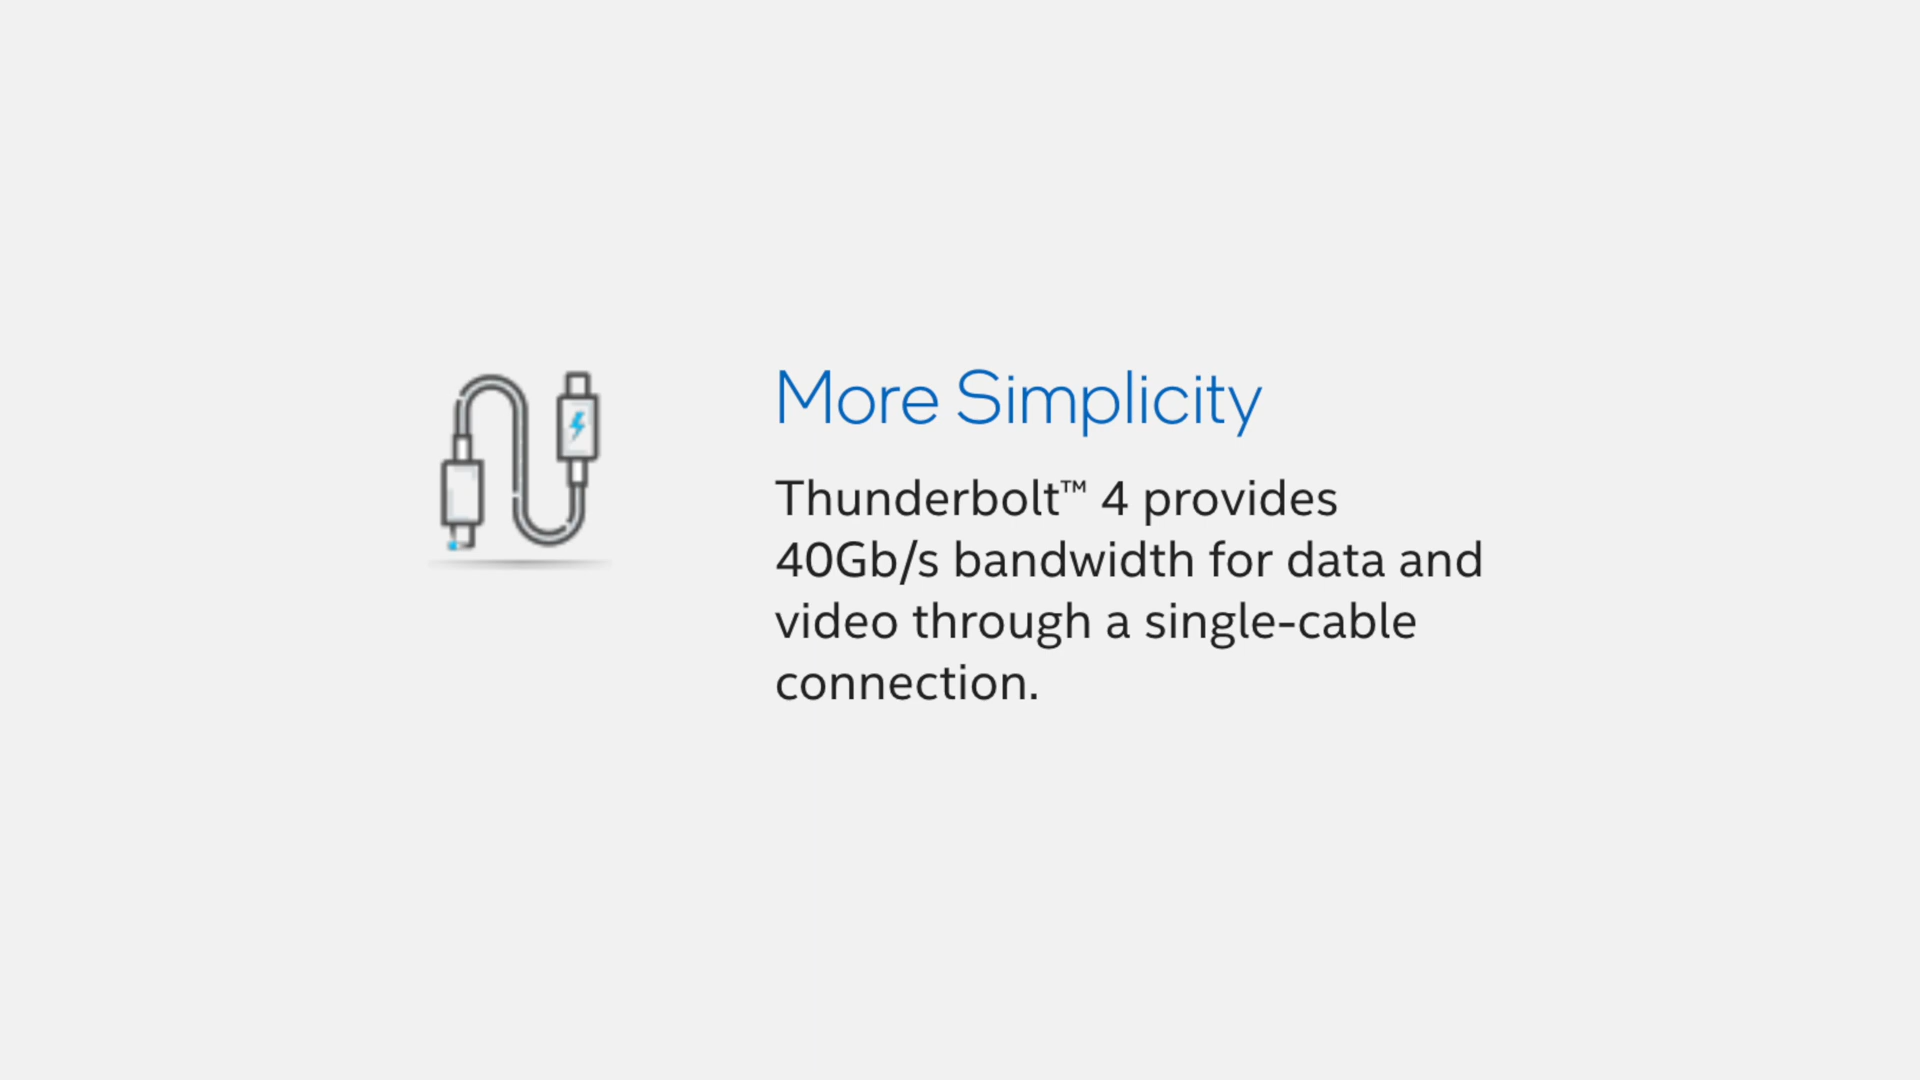 More Simplicity
Thunderbolt™ 4 provides
40Gb/s bandwidth for data and
video through a single-cable
connection.